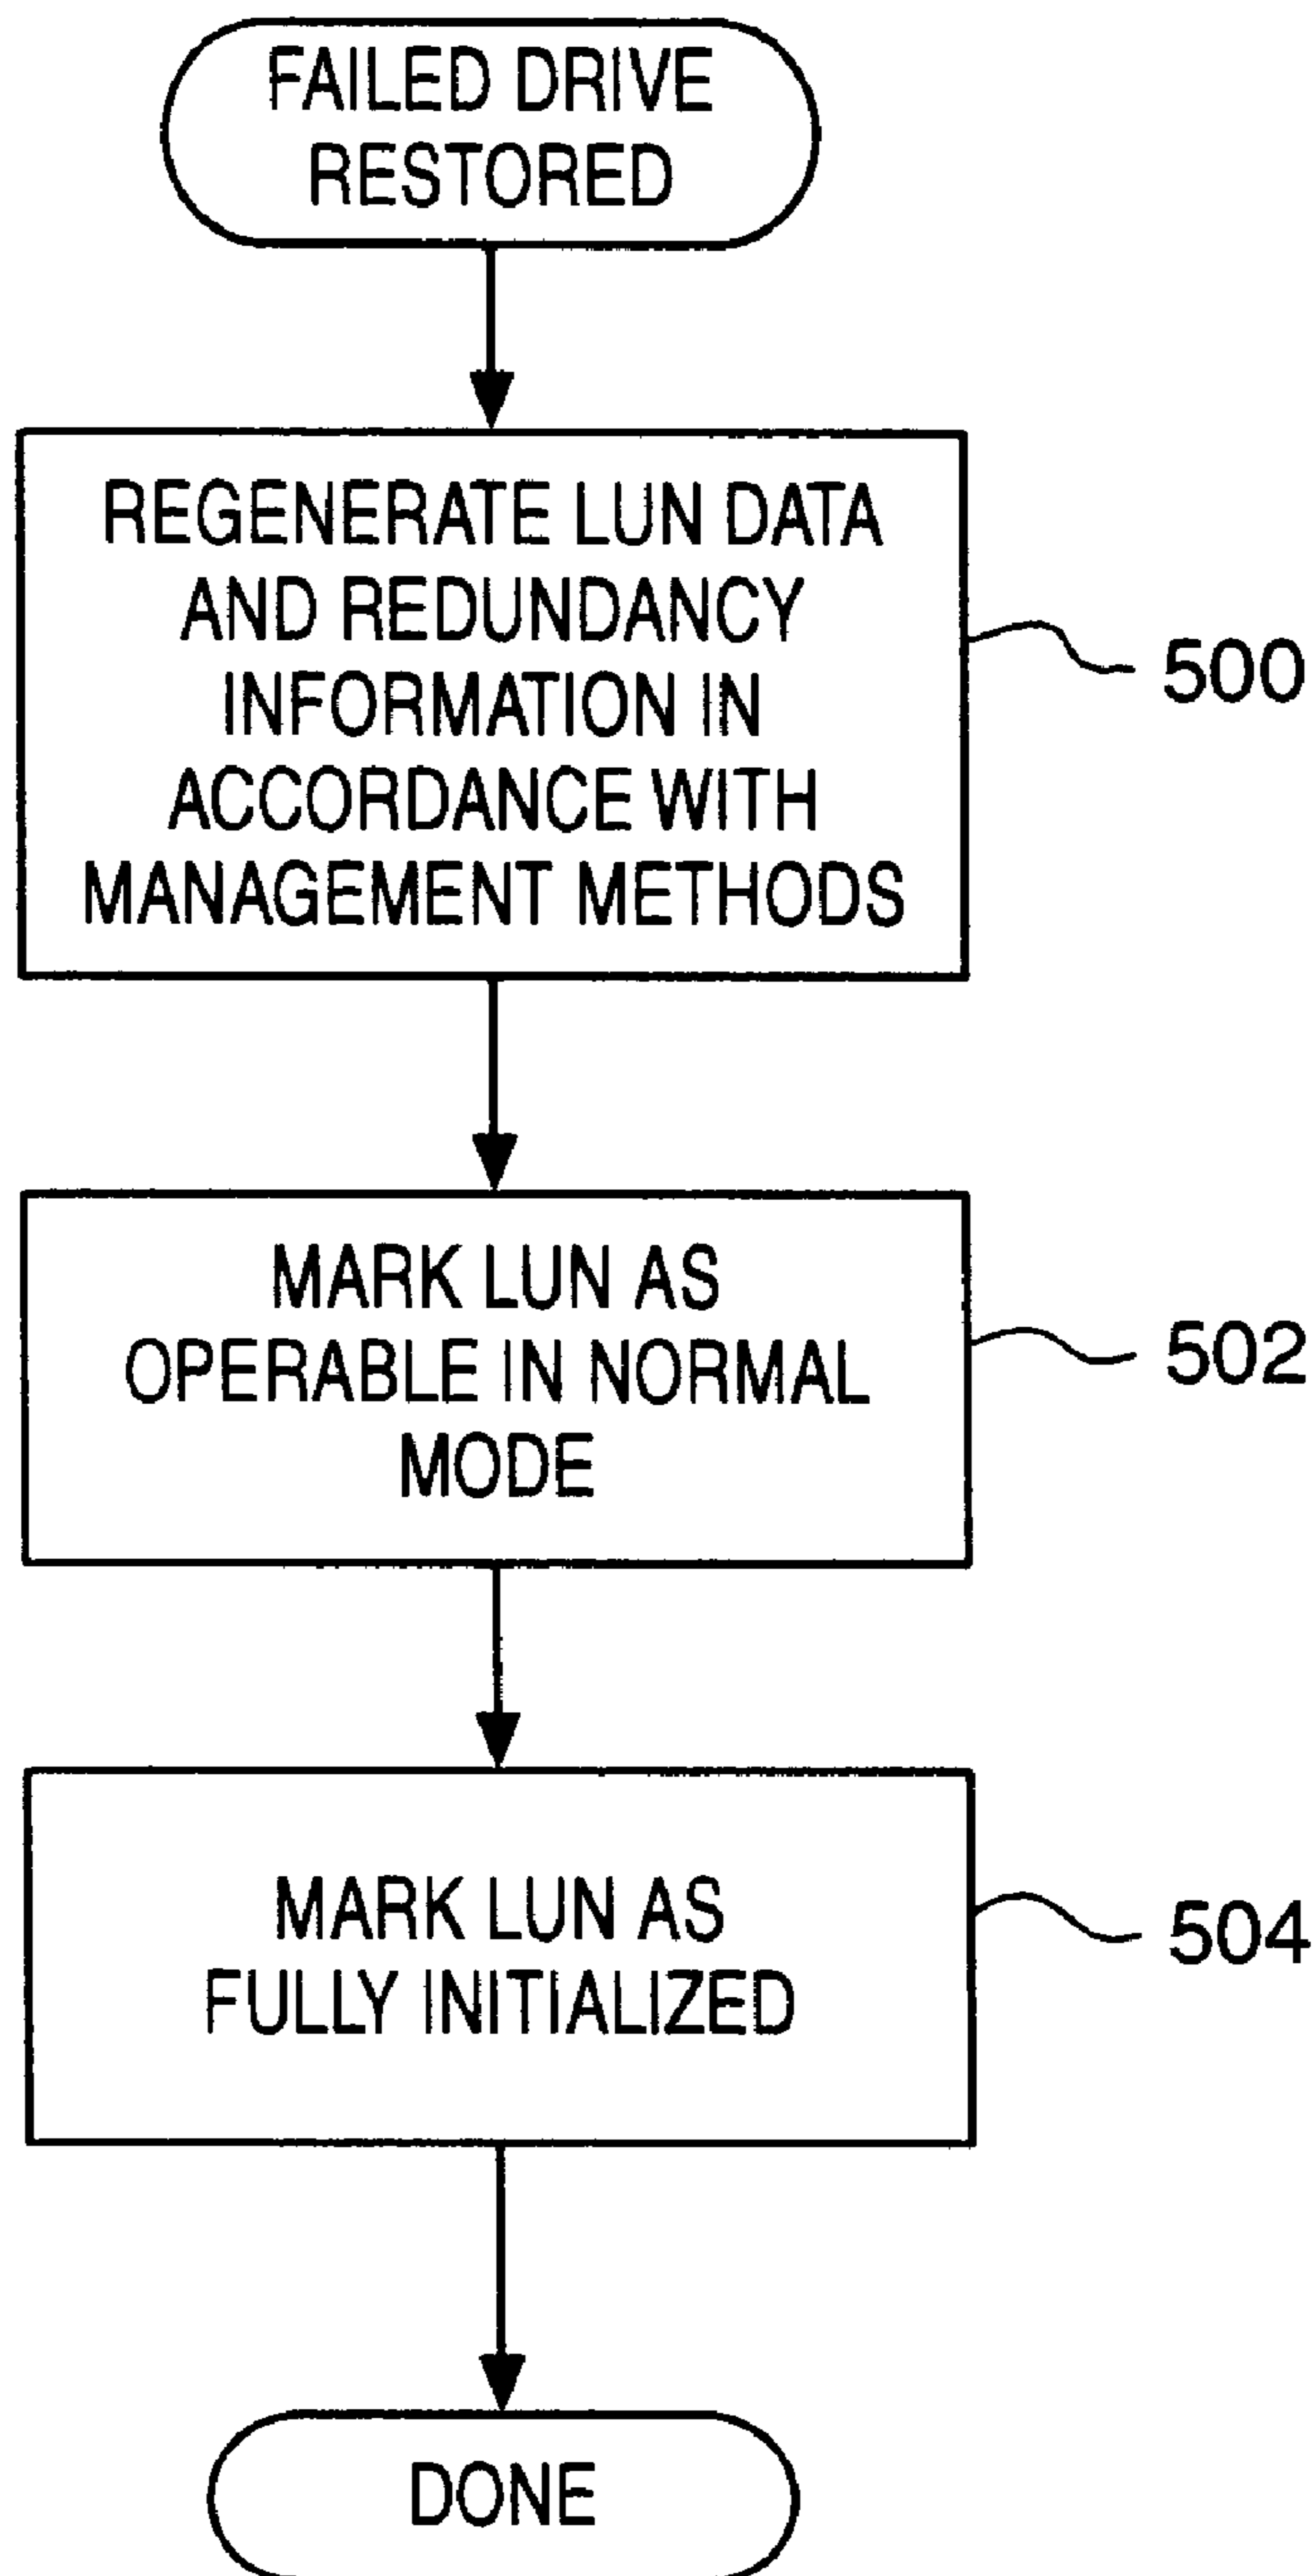 FAILED DRIVE
RESTORED
REGENERATE LUN DATA
AND REDUNDANCY
INFORMATION IN
ACCORDANCE WITH
MANAGEMENT METHODS
500
MARK LUN AS
OPERABLE IN NORMAL
MODE
502
MARK LUN AS
FULLY INITIALIZED
504
DONE